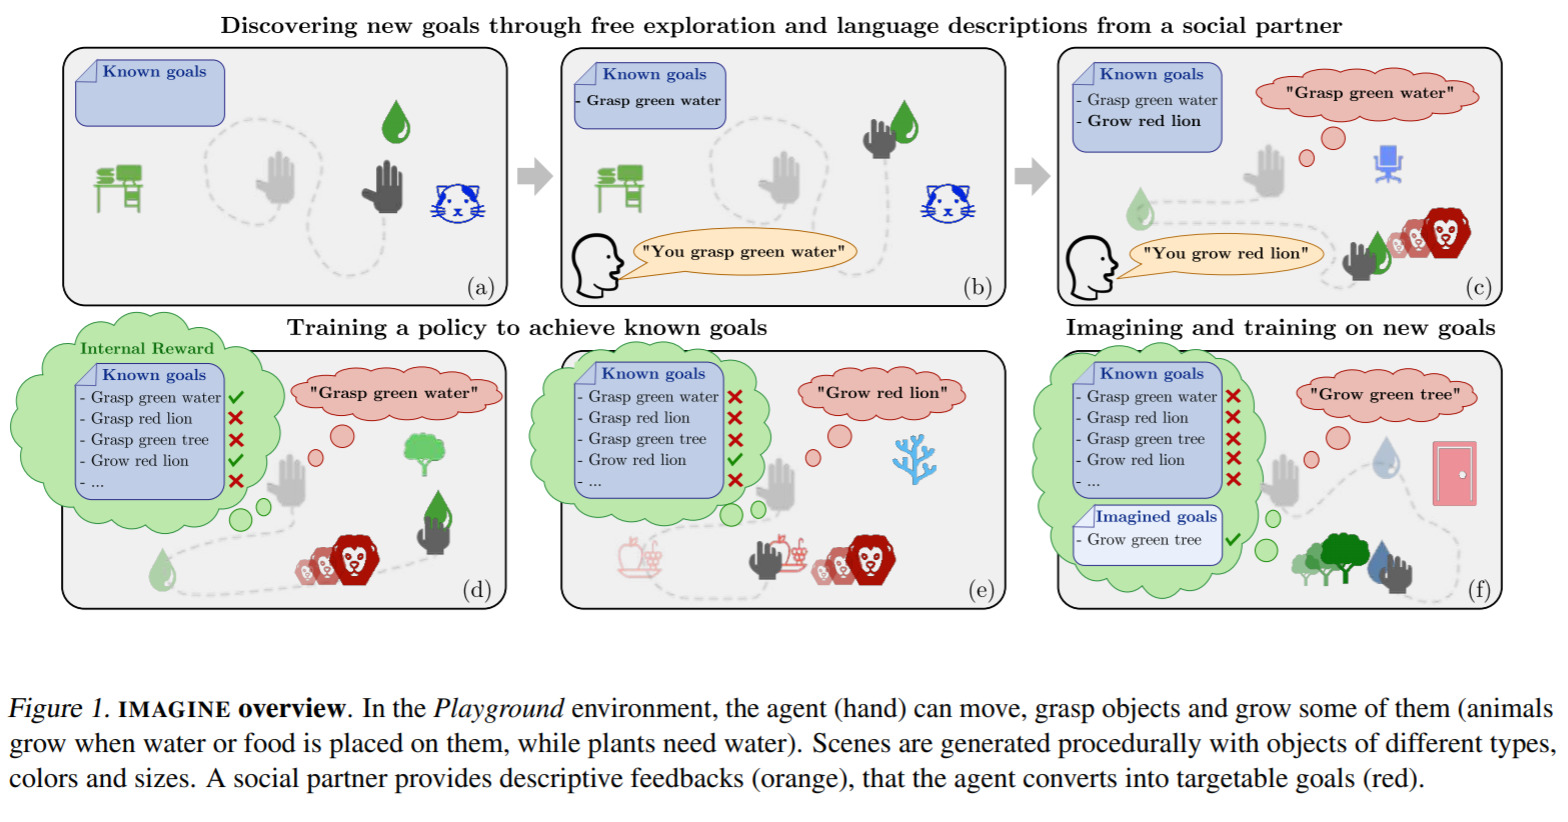 Discovering new goals through free exploration and language descriptions from a social partner
Known goals
(a)
Known goals
- Grasp green water
"You grasp green water"
(b)
Known goals
- Grasp green water
- Grow red lion
"Grasp green water"
"You grow red lion"
(c)
Training a policy to achieve known goals
Imagining and training on new goals
Internal Reward
Known goals
- Grasp green water
- Grasp red lion
- Grasp green tree
- Grow red lion
- ...
"Grasp green water"
(d)
Known goals
- Grasp green water
- Grasp red lion
- Grasp green tree
- Grow red lion
- ...
"Grow red lion"
(e)
Known goals
- Grasp green water
- Grasp red lion
- Grasp green tree
- Grow red lion
- ...
Imagined goals
- Grow green tree
"Grow green tree"
(f)
Figure 1. IMAGINE overview. In the Playground environment, the agent (hand) can move, grasp objects and grow some of them (animals
grow when water or food is placed on them, while plants need water). Scenes are generated procedurally with objects of different types,
colors and sizes. A social partner provides descriptive feedbacks (orange), that the agent converts into targetable goals (red).